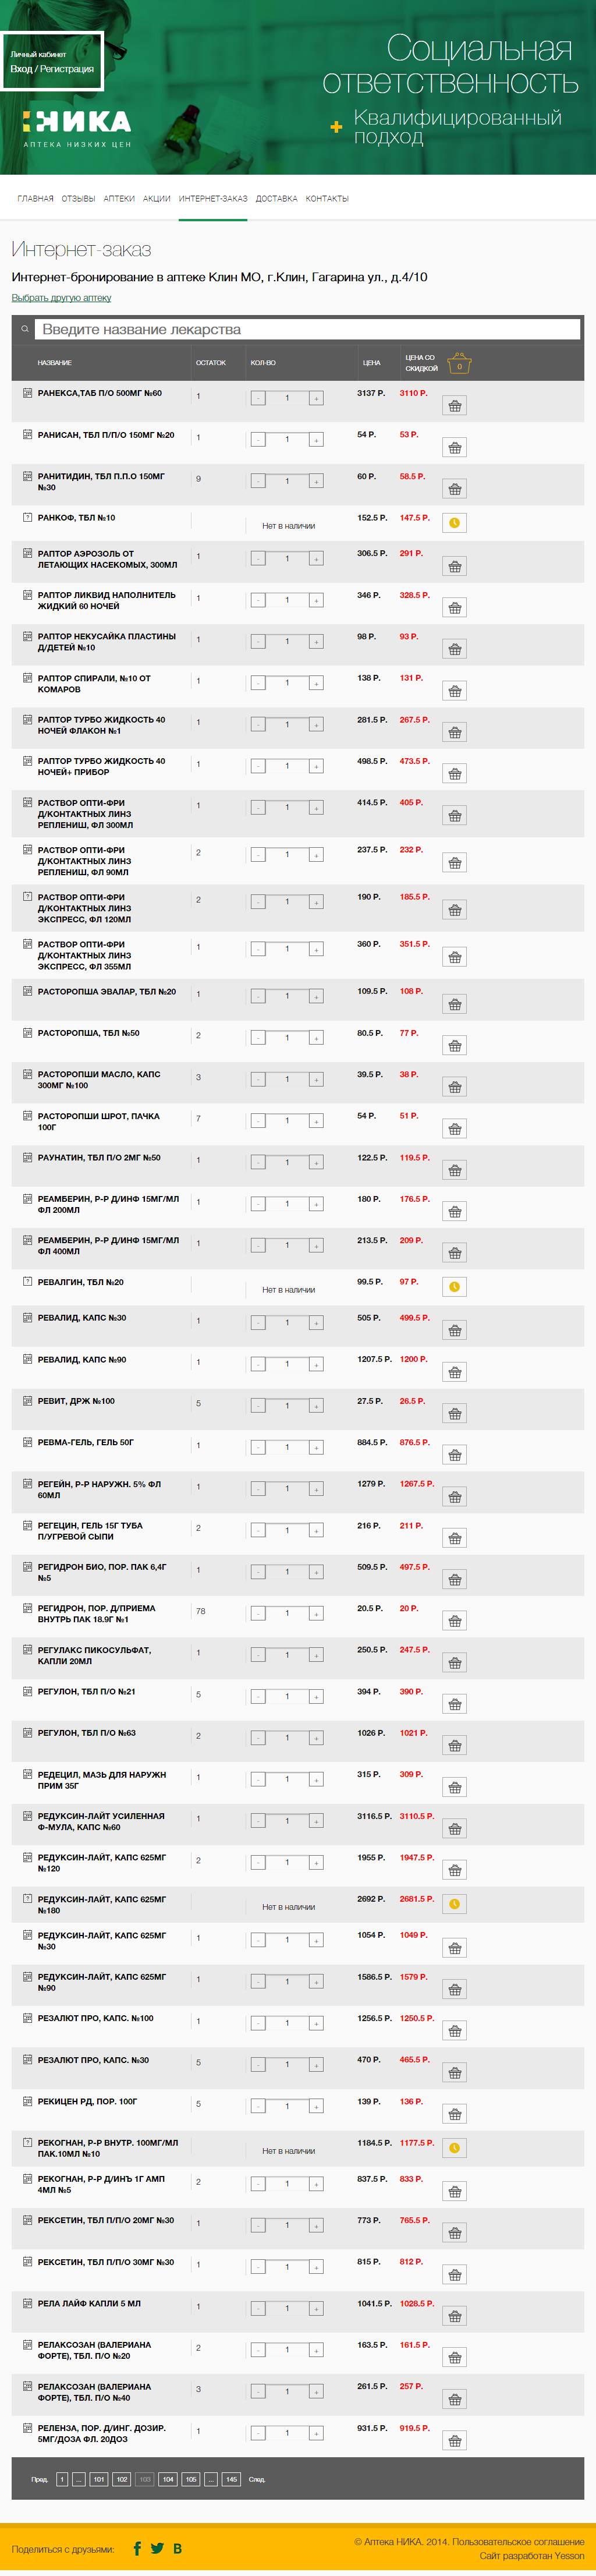 Личный кабинет
Вход / Регистрация
Социальная
ответственность
Квалифицированный
подход
НИКА
АПТЕКА НИЗКИХ ЦЕН
ГЛАВНАЯ ОТЗЫВЫ АПТЕКИ АКЦИИ ИНТЕРНЕТ-ЗАКАЗ ДОСТАВКА КОНТАКТЫ
Интернет-заказ
Интернет-бронирование в аптеке Клин МО, г.Клин, Гагарина ул., д.4/10
Выбрать другую аптеку
Введите название лекарства
НАЗВАНИЕ ОСТАТОК КОЛ-ВО ЦЕНА ЦЕНА СО
СКИДКОЙ 0
РАНЕКСА,ТАБ П/О 500МГ №60 1 - 1 + 3137 Р. 3110 Р.
РАНИСАН, ТБЛ П/П/О 150МГ №20 1 - 1 + 54 Р. 53 Р.
РАНИТИДИН, ТБЛ П.П.О 150МГ 9 - 1 + 60 Р. 58.5 Р.
№30
РАНКОФ, ТБЛ №10 Нет в наличии 152.5 Р. 147.5 Р.
РАПТОР АЭРОЗОЛЬ ОТ 1 - 1 + 306.5 Р. 291 Р.
ЛЕТАЮЩИХ НАСЕКОМЫХ, 300МЛ
РАПТОР ЛИКВИД НАПОЛНИТЕЛЬ 1 - 1 + 346 Р. 328.5 Р.
ЖИДКИЙ 60 НОЧЕЙ
РАПТОР НЕКУСАЙКА ПЛАСТИНЫ 1 - 1 + 98 Р. 93 Р.
Д/ДЕТЕЙ №10
РАПТОР СПИРАЛИ, №10 ОТ 1 - 1 + 138 Р. 131 Р.
КОМАРОВ
РАПТОР ТУРБО ЖИДКОСТЬ 40 1 - 1 + 281.5 Р. 267.5 Р.
НОЧЕЙ ФЛАКОН №1
РАПТОР ТУРБО ЖИДКОСТЬ 40 1 - 1 + 498.5 Р. 473.5 Р.
НОЧЕЙ+ ПРИБОР
РАСТВОР ОПТИ-ФРИ 1 - 1 + 414.5 Р. 405 Р.
Д/КОНТАКТНЫХ ЛИНЗ
РЕПЛЕНИШ, ФЛ 300МЛ
РАСТВОР ОПТИ-ФРИ 2 - 1 + 237.5 Р. 232 Р.
Д/КОНТАКТНЫХ ЛИНЗ
РЕПЛЕНИШ, ФЛ 90МЛ
РАСТВОР ОПТИ-ФРИ 2 - 1 + 190 Р. 185.5 Р.
Д/КОНТАКТНЫХ ЛИНЗ
ЭКСПРЕСС, ФЛ 120МЛ
РАСТВОР ОПТИ-ФРИ 1 - 1 + 360 Р. 351.5 Р.
Д/КОНТАКТНЫХ ЛИНЗ
ЭКСПРЕСС, ФЛ 355МЛ
РАСТОРОПША ЭВАЛАР, ТБЛ №20 1 - 1 + 109.5 Р. 108 Р.
РАСТОРОПША, ТБЛ №50 2 - 1 + 80.5 Р. 77 Р.
РАСТОРОПШИ МАСЛО, КАПС 3 - 1 + 39.5 Р. 38 Р.
300МГ №100
РАСТОРОПШИ ШРОТ, ПАЧКА 7 - 1 + 54 Р. 51 Р.
100Г
РАУНАТИН, ТБЛ П/О 2МГ №50 1 - 1 + 122.5 Р. 119.5 Р.
РЕАМБЕРИН, Р-Р Д/ИНФ 15МГ/МЛ 1 - 1 + 180 Р. 176.5 Р.
ФЛ 200МЛ
РЕАМБЕРИН, Р-Р Д/ИНФ 15МГ/МЛ 1 - 1 + 213.5 Р. 209 Р.
ФЛ 400МЛ
РЕВАЛГИН, ТБЛ №20 Нет в наличии 99.5 Р. 97 Р.
РЕВАЛИД, КАПС №30 1 - 1 + 505 Р. 499.5 Р.
РЕВАЛИД, КАПС №90 1 - 1 + 1207.5 Р. 1200 Р.
РЕВИТ, ДРЖ №100 5 - 1 + 27.5 Р. 26.5 Р.
РЕВМА-ГЕЛЬ, ГЕЛЬ 50Г 1 - 1 + 884.5 Р. 876.5 Р.
РЕГЕЙН, Р-Р НАРУЖН. 5% ФЛ 1 - 1 + 1279 Р. 1267.5 Р.
60МЛ
РЕГЕЦИН, ГЕЛЬ 15Г ТУБА 2 - 1 + 216 Р. 211 Р.
П/УГРЕВОЙ СЫПИ
РЕГИДРОН БИО, ПОР. ПАК 6,4Г 1 - 1 + 509.5 Р. 497.5 Р.
№5
РЕГИДРОН, ПОР. Д/ПРИЕМА 78 - 1 + 20.5 Р. 20 Р.
ВНУТРЬ ПАК 18.9Г №1
РЕГУЛАКС ПИКОСУЛЬФАТ, 1 - 1 + 250.5 Р. 247.5 Р.
КАПЛИ 20МЛ
РЕГУЛОН, ТБЛ П/О №21 5 - 1 + 394 Р. 390 Р.
РЕГУЛОН, ТБЛ П/О №63 2 - 1 + 1026 Р. 1021 Р.
РЕДЕЦИЛ, МАЗЬ ДЛЯ НАРУЖН 1 - 1 + 315 Р. 309 Р.
ПРИМ 35Г
РЕДУКСИН-ЛАЙТ УСИЛЕННАЯ 1 - 1 + 3116.5 Р. 3110.5 Р.
Ф-МУЛА, КАПС №60
РЕДУКСИН-ЛАЙТ, КАПС 625МГ 2 - 1 + 1955 Р. 1947.5 Р.
№120
РЕДУКСИН-ЛАЙТ, КАПС 625МГ Нет в наличии 2692 Р. 2681.5 Р.
№180
РЕДУКСИН-ЛАЙТ, КАПС 625МГ 1 - 1 + 1054 Р. 1049 Р.
№30
РЕДУКСИН-ЛАЙТ, КАПС 625МГ 1 - 1 + 1586.5 Р. 1579 Р.
№90
РЕЗАЛЮТ ПРО, КАПС. №100 1 - 1 + 1256.5 Р. 1250.5 Р.
РЕЗАЛЮТ ПРО, КАПС. №30 5 - 1 + 470 Р. 465.5 Р.
РЕКИЦЕН РД, ПОР. 100Г 5 - 1 + 139 Р. 136 Р.
РЕКОГНАН, Р-Р ВНУТР. 100МГ/МЛ Нет в наличии 1184.5 Р. 1177.5 Р.
ПАК.10МЛ №10
РЕКОГНАН, Р-Р Д/ИНЪ 1Г АМП 2 - 1 + 837.5 Р. 833 Р.
4МЛ №5
РЕКСЕТИН, ТБЛ П/П/О 20МГ №30 1 - 1 + 773 Р. 765.5 Р.
РЕКСЕТИН, ТБЛ П/П/О 30МГ №30 1 - 1 + 815 Р. 812 Р.
РЕЛА ЛАЙФ КАПЛИ 5 МЛ 1 - 1 + 1041.5 Р. 1028.5 Р.
РЕЛАКСОЗАН (ВАЛЕРИАНА 2 - 1 + 163.5 Р. 161.5 Р.
ФОРТЕ), ТБЛ. П/О №20
РЕЛАКСОЗАН (ВАЛЕРИАНА 3 - 1 + 261.5 Р. 257 Р.
ФОРТЕ), ТБЛ. П/О №40
РЕЛЕНЗА, ПОР. Д/ИНГ. ДОЗИР. 1 - 1 + 931.5 Р. 919.5 Р.
5МГ/ДОЗА ФЛ. 20ДОЗ
Пред. 1 ... 101 102 103 104 105 ... 145 След.
Поделиться с друзьями:
© Аптека НИКА. 2014. Пользовательское соглашение
Сайт разработан Yesson